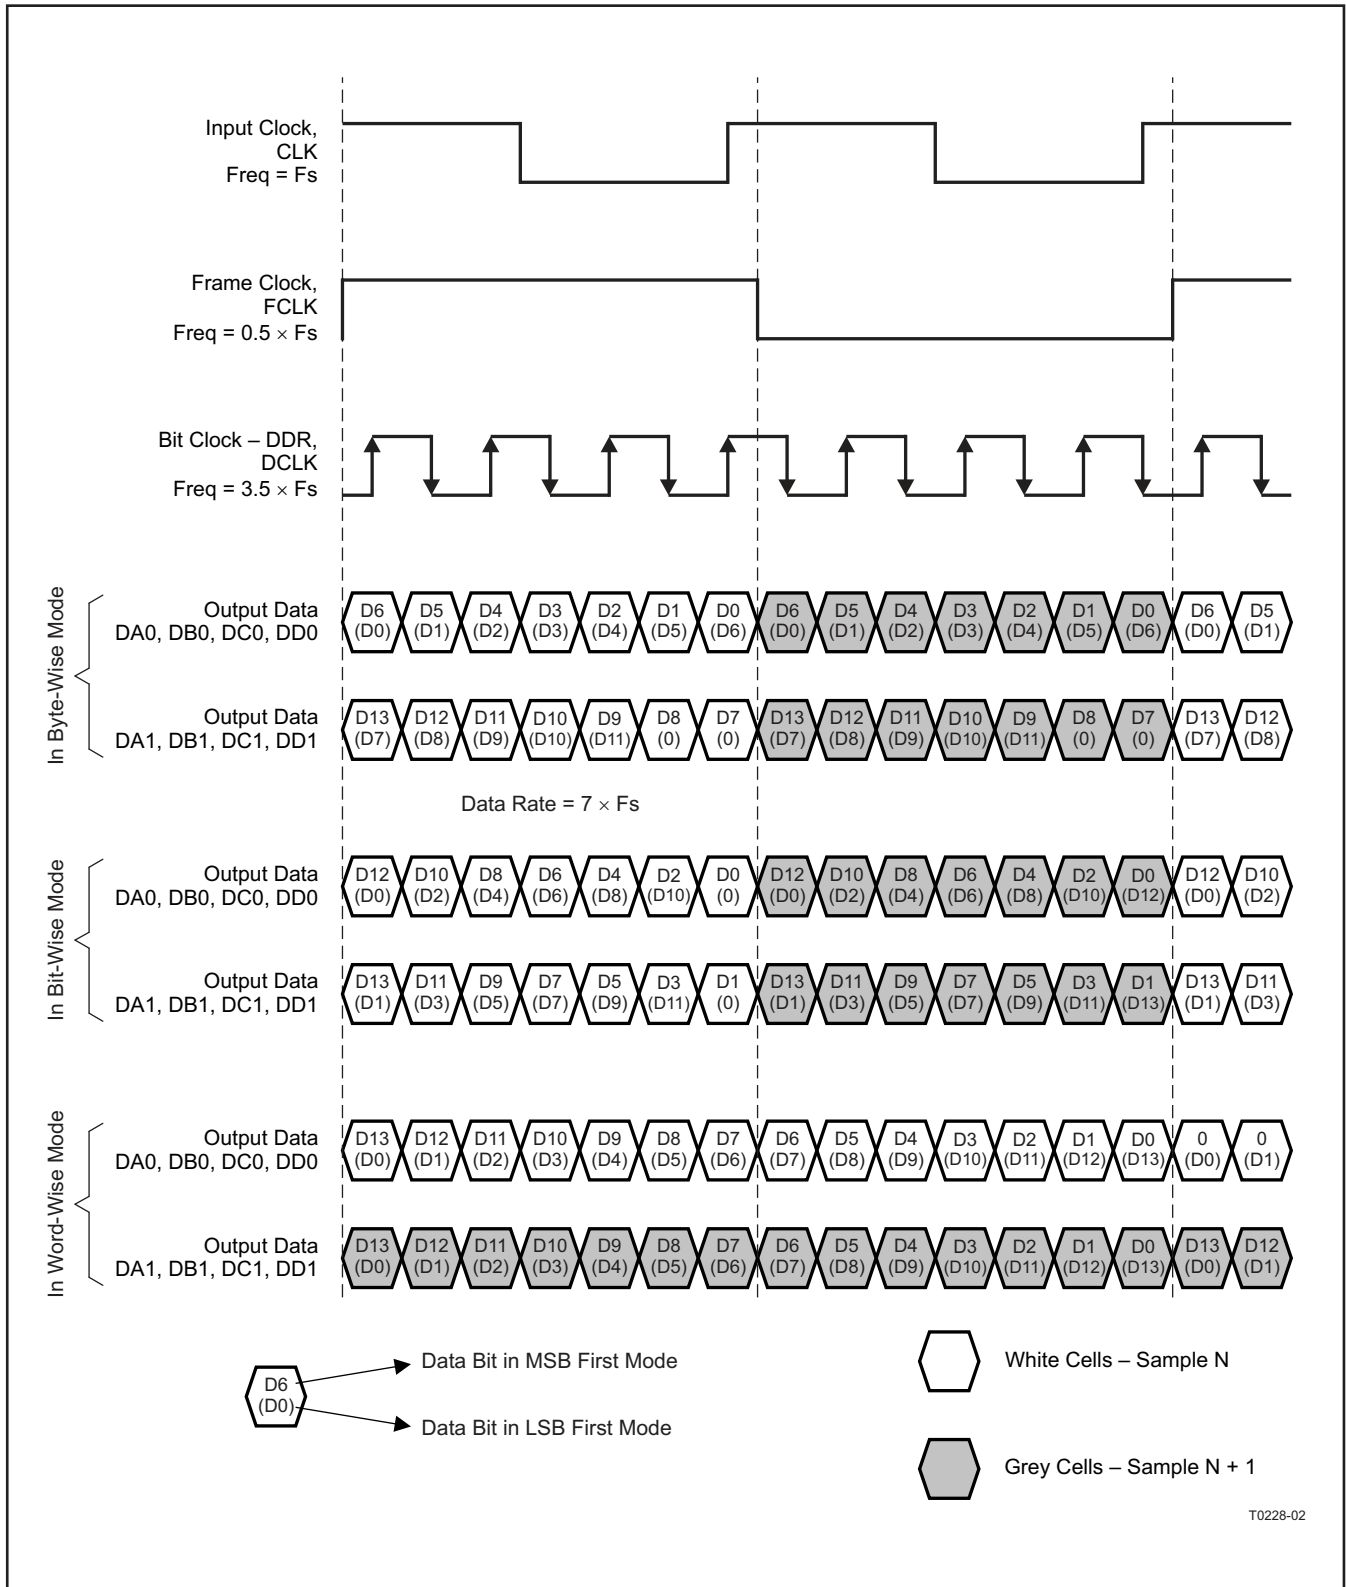 Input Clock,
CLK
Freq = Fs
Frame Clock,
FCLK
Freq = 0.5 × Fs
Bit Clock – DDR,
DCLK
Freq = 3.5 × Fs
In Byte-Wise Mode
Output Data
DA0, DB0, DC0, DD0
D6 D5 D4 D3 D2 D1 D0 D6 D5 D4 D3 D2 D1 D0 D6 D5
(D0) (D1) (D2) (D3) (D4) (D5) (D6) (D0) (D1) (D2) (D3) (D4) (D5) (D6) (D0) (D1)
Output Data
DA1, DB1, DC1, DD1
D13 D12 D11 D10 D9 D8 D7 D13 D12 D11 D10 D9 D8 D7 D13 D12
(D7) (D8) (D9) (D10) (D11) (0) (0) (D7) (D8) (D9) (D10) (D11) (0) (0) (D7) (D8)
Data Rate = 7 × Fs
In Bit-Wise Mode
Output Data
DA0, DB0, DC0, DD0
D12 D10 D8 D6 D4 D2 D0 D12 D10 D8 D6 D4 D2 D0 D12 D10
(D0) (D2) (D4) (D6) (D8) (D10) (0) (D0) (D2) (D4) (D6) (D8) (D10) (D12) (D0) (D2)
Output Data
DA1, DB1, DC1, DD1
D13 D11 D9 D7 D5 D3 D1 D13 D11 D9 D7 D5 D3 D1 D13 D11
(D1) (D3) (D5) (D7) (D9) (D11) (0) (D1) (D3) (D5) (D7) (D9) (D11) (D13) (D1) (D3)
In Word-Wise Mode
Output Data
DA0, DB0, DC0, DD0
D13 D12 D11 D10 D9 D8 D7 D6 D5 D4 D3 D2 D1 D0 0 0
(D0) (D1) (D2) (D3) (D4) (D5) (D6) (D7) (D8) (D9) (D10) (D11) (D12) (D13) (D0) (D1)
Output Data
DA1, DB1, DC1, DD1
D13 D12 D11 D10 D9 D8 D7 D6 D5 D4 D3 D2 D1 D0 D13 D12
(D0) (D1) (D2) (D3) (D4) (D5) (D6) (D7) (D8) (D9) (D10) (D11) (D12) (D13) (D0) (D1)
D6
(D0)
Data Bit in MSB First Mode
Data Bit in LSB First Mode
White Cells – Sample N
Grey Cells – Sample N + 1
T0228-02